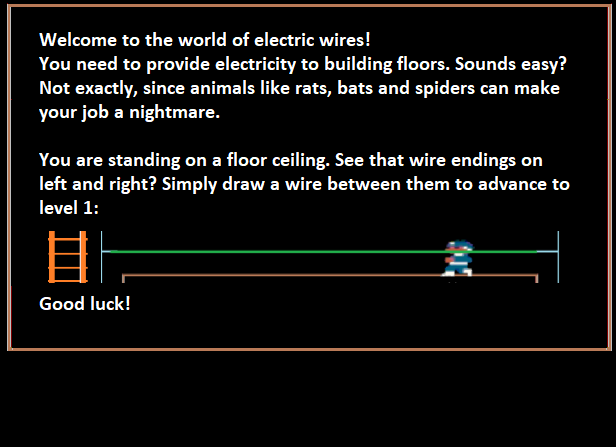 Welcome to the world of electric wires!
You need to provide electricity to building floors. Sounds easy?
Not exactly, since animals like rats, bats and spiders can make
your job a nightmare.
You are standing on a floor ceiling. See that wire endings on
left and right? Simply draw a wire between them to advance to
level 1:
Good luck!